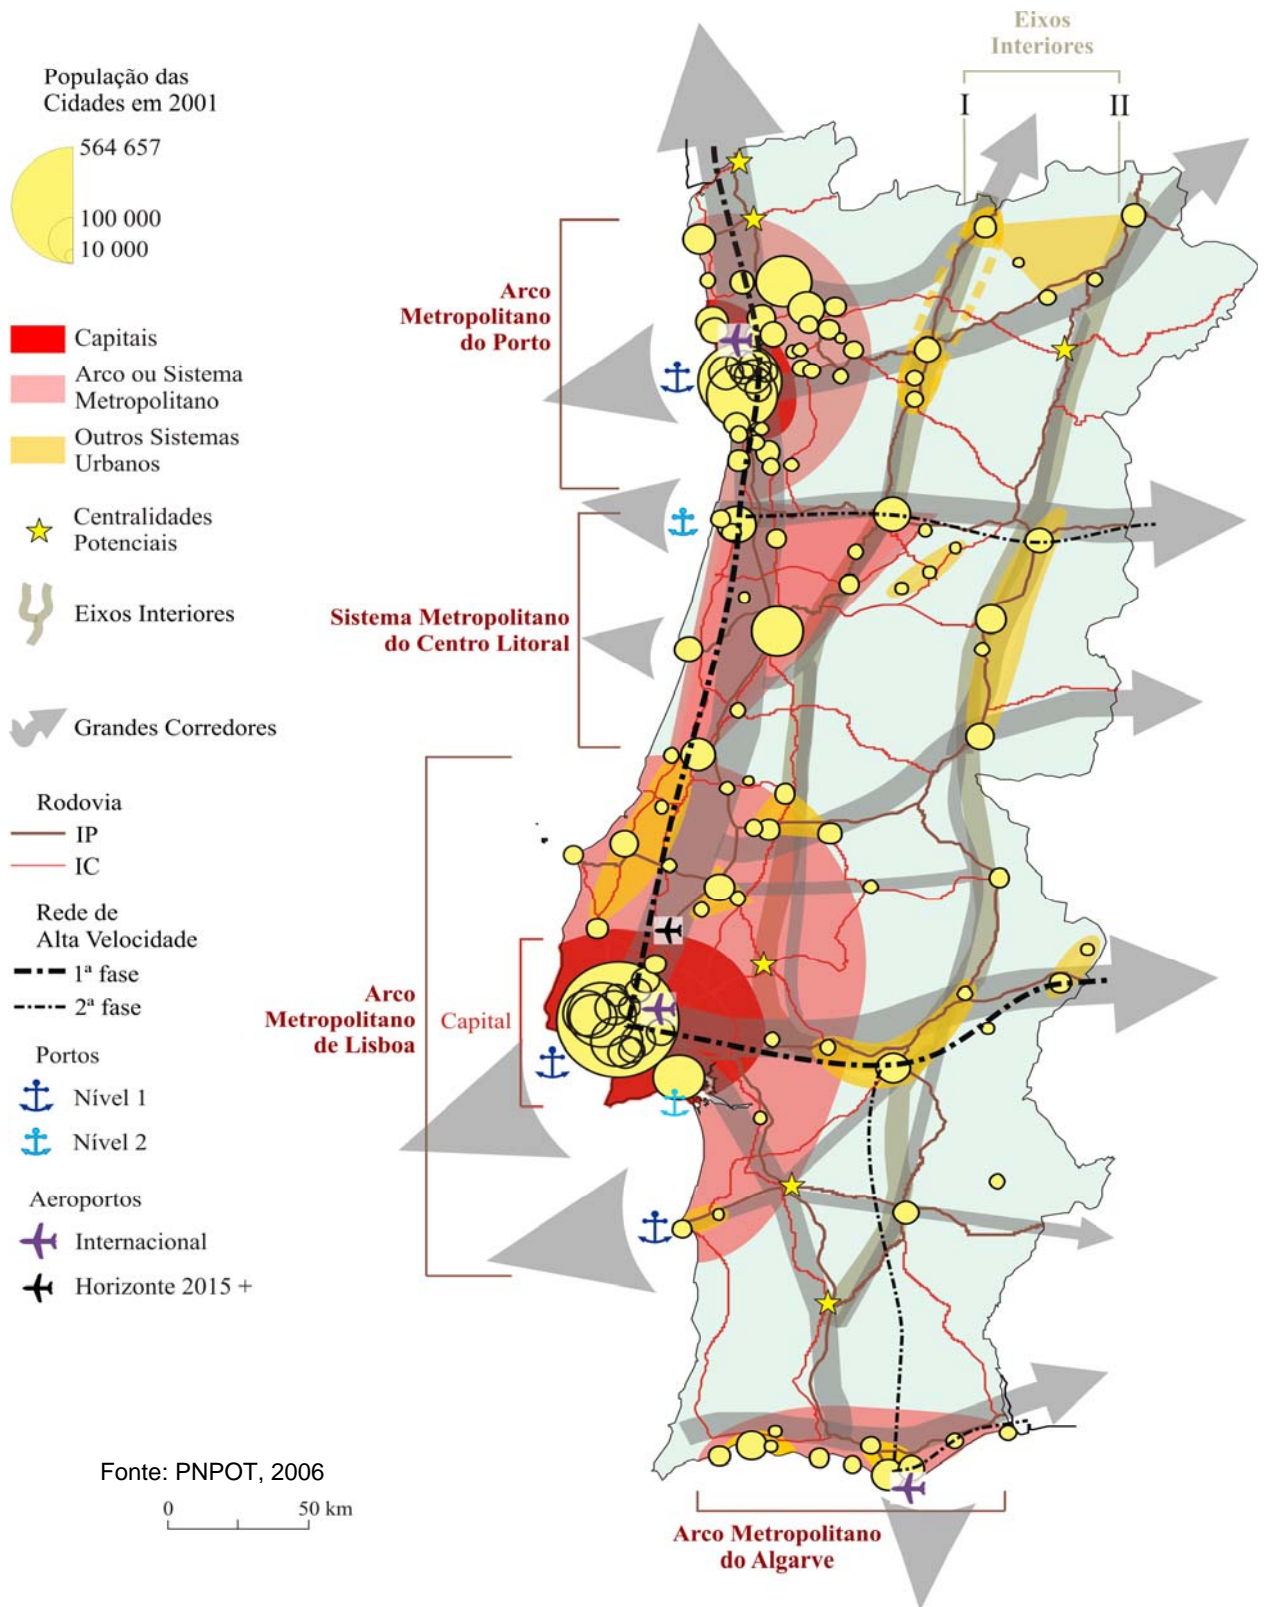 População das
Cidades em 2001
564 657
100 000
10 000
Capitais
Arco ou Sistema
Metropolitano
Outros Sistemas
Urbanos
Centralidades
Potenciais
Eixos Interiores
Grandes Corredores
Rodovia
IP
IC
Rede de
Alta Velocidade
1ª fase
2ª fase
Portos
Nível 1
Nível 2
Aeroportos
Internacional
Horizonte 2015 +
Fonte: PNPOT, 2006
0 50 km
Eixos
Interiores
I II
Arco
Metropolitano
do Porto
Sistema Metropolitano
do Centro Litoral
Arco
Metropolitano
de Lisboa
Capital
Arco Metropolitano
do Algarve